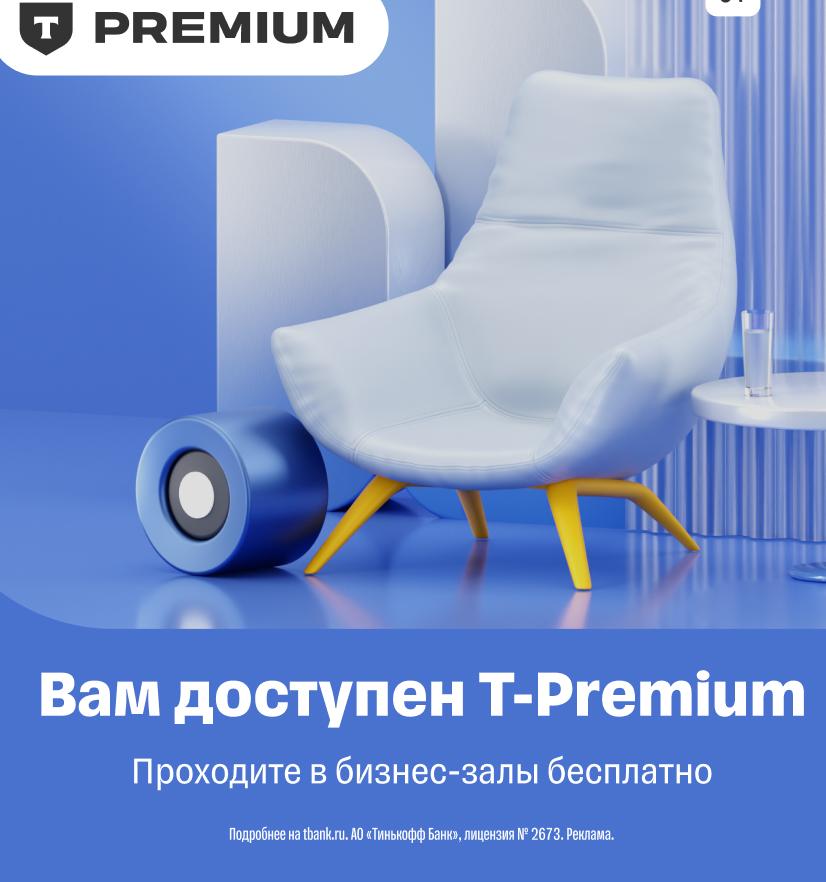 T PREMIUM
Вам доступен T-Premium
Проходите в бизнес-залы бесплатно
Подробнее на tbank.ru. АО «Тинькофф Банк», лицензия № 2673. Реклама.